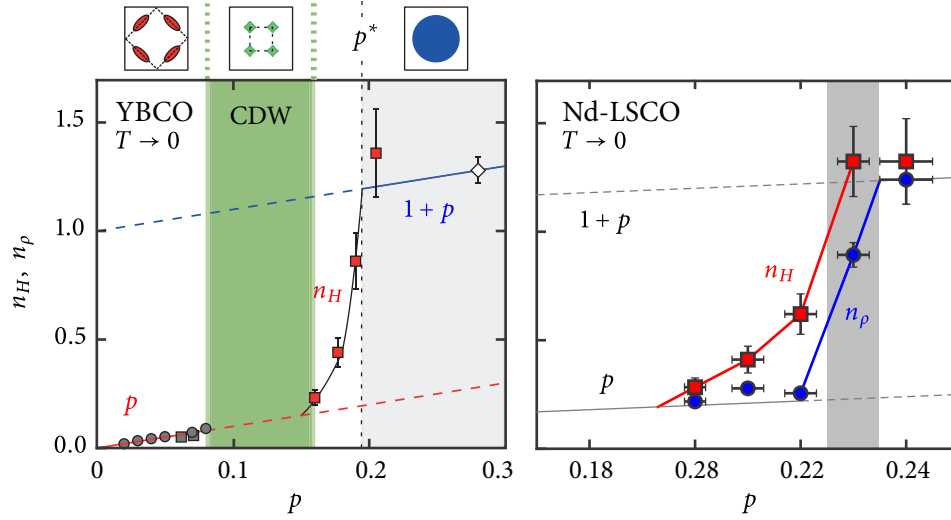 p*
YBCO
T → 0
CDW
1.5
1.0
0.5
0.0
n_H, n_ρ
1 + p
n_H
p
0
0.1
0.2
0.3
p
Nd-LSCO
T → 0
1 + p
n_H
n_ρ
p
0.18
0.28
0.22
0.24
p